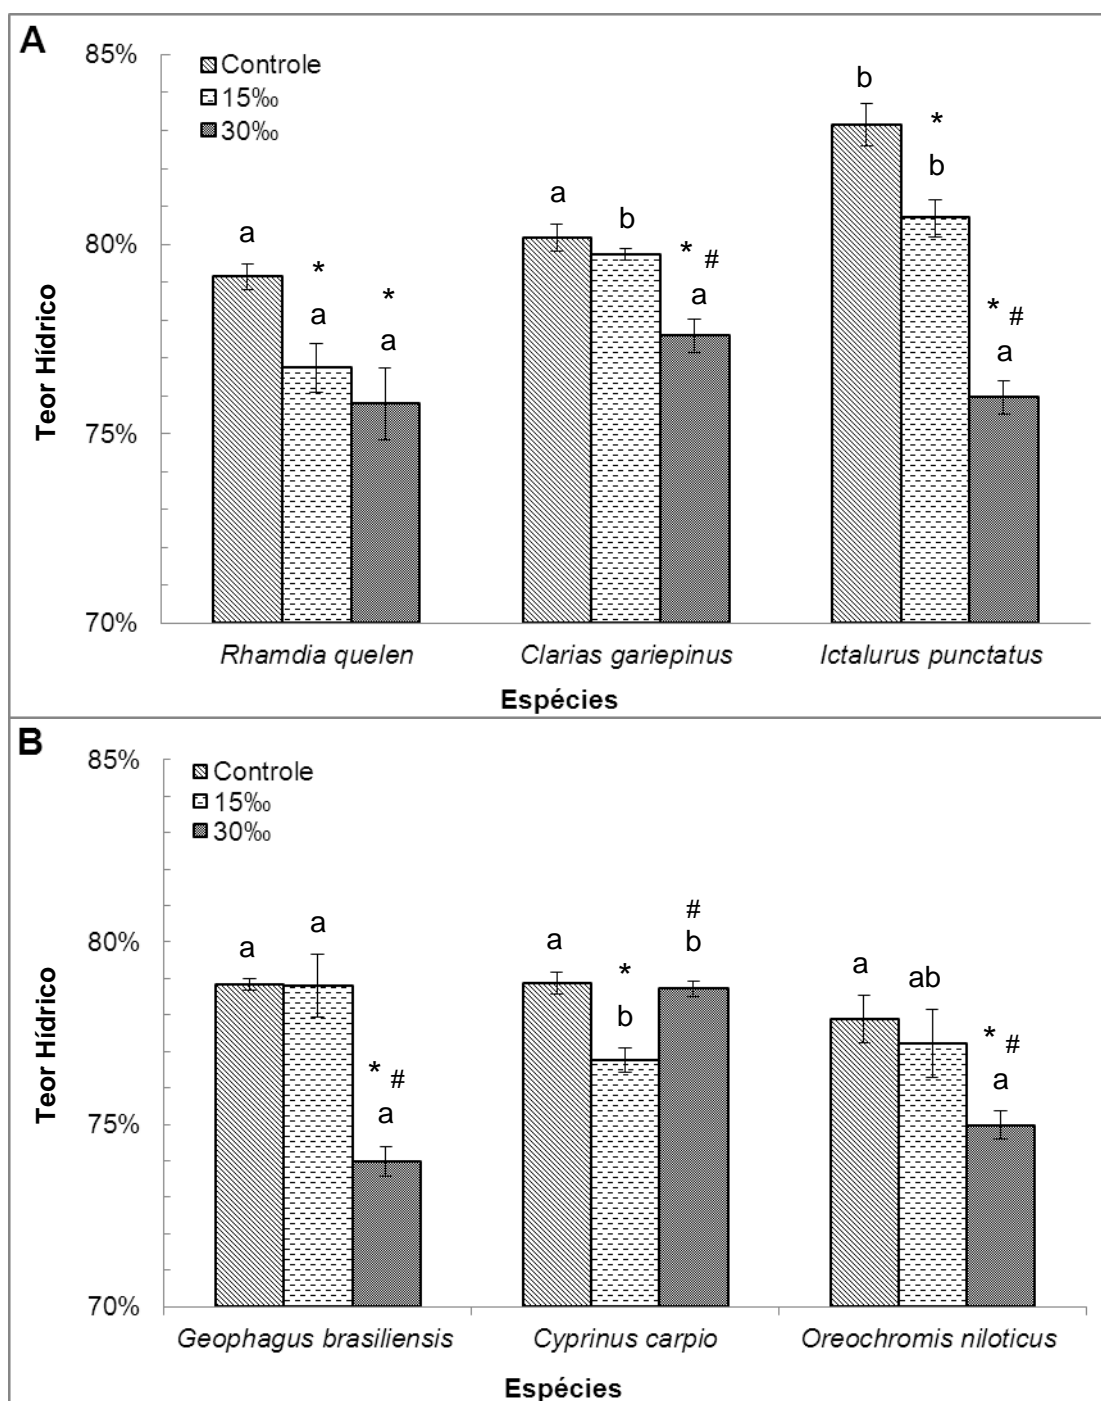 A
85%
80%
75%
70%
Teor Hídrico
Controle
15‰
30‰
a
*
a
*
a
a
b
* #
a
b
*
b
* #
a
Rhamdia quelen
Clarias gariepinus
Ictalurus punctatus
Espécies
B
85%
80%
75%
70%
Teor Hídrico
Controle
15‰
30‰
a
a
* #
a
a
*
b
#
b
a
ab
* #
a
Geophagus brasiliensis
Cyprinus carpio
Oreochromis niloticus
Espécies